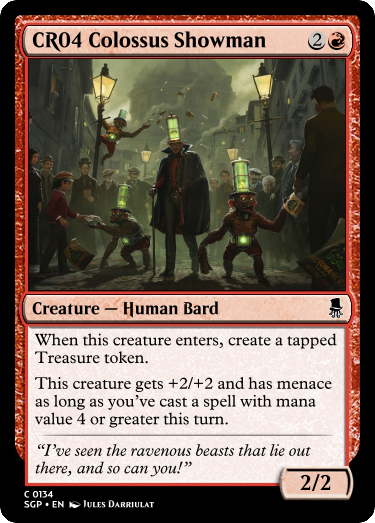 CR04 Colossus Showman 2
Creature — Human Bard
When this creature enters, create a tapped
Treasure token.
This creature gets +2/+2 and has menace
as long as you've cast a spell with mana
value 4 or greater this turn.
"I've seen the ravenous beasts that lie out
there, and so can you!"
2/2
C 0134
SGP • EN Jules Darriulat